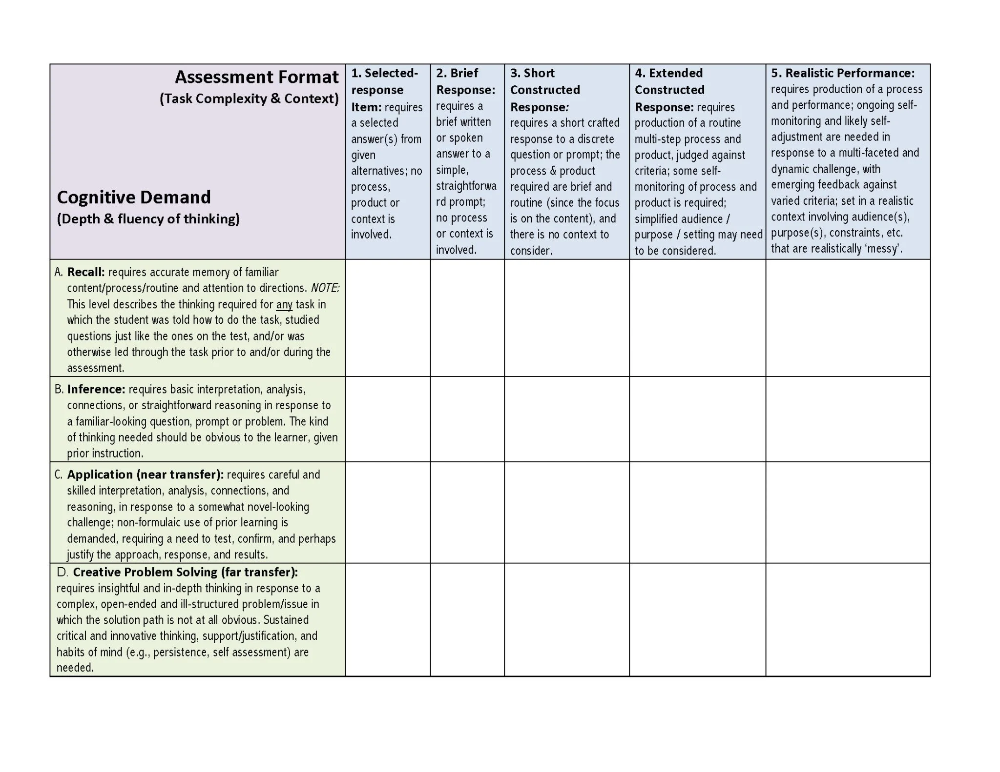 Assessment Format
(Task Complexity & Context)
Cognitive Demand
(Depth & fluency of thinking)
1. Selected-
response
Item: requires
a selected
answer(s) from
given
alternatives; no
process,
product or
context is
involved.
2. Brief
Response:
requires a
brief written
or spoken
answer to a
simple,
straightforwa
rd prompt;
no process
or context is
involved.
3. Short
Constructed
Response:
requires a short crafted
response to a discrete
question or prompt; the
process & product
required are brief and
routine (since the focus
is on the content), and
there is no context to
consider.
4. Extended
Constructed
Response: requires
production of a routine
multi-step process and
product, judged against
criteria; some self-
monitoring of process and
product is required;
simplified audience /
purpose / setting may need
to be considered.
5. Realistic Performance:
requires production of a process
and performance; ongoing self-
monitoring and likely self-
adjustment are needed in
response to a multi-faceted and
dynamic challenge, with
emerging feedback against
varied criteria; set in a realistic
context involving audience(s),
purpose(s), constraints, etc.
that are realistically ‘messy’.
A. Recall: requires accurate memory of familiar
content/process/routine and attention to directions. NOTE:
This level describes the thinking required for any task in
which the student was told how to do the task, studied
questions just like the ones on the test, and/or was
otherwise led through the task prior to and/or during the
assessment.
B. Inference: requires basic interpretation, analysis,
connections, or straightforward reasoning in response to
a familiar-looking question, prompt or problem. The kind
of thinking needed should be obvious to the learner, given
prior instruction.
C. Application (near transfer): requires careful and
skilled interpretation, analysis, connections, and
reasoning, in response to a somewhat novel-looking
challenge; non-formulaic use of prior learning is
demanded, requiring a need to test, confirm, and perhaps
justify the approach, response, and results.
D. Creative Problem Solving (far transfer):
requires insightful and in-depth thinking in response to a
complex, open-ended and ill-structured problem/issue in
which the solution path is not at all obvious. Sustained
critical and innovative thinking, support/justification, and
habits of mind (e.g., persistence, self assessment) are
needed.